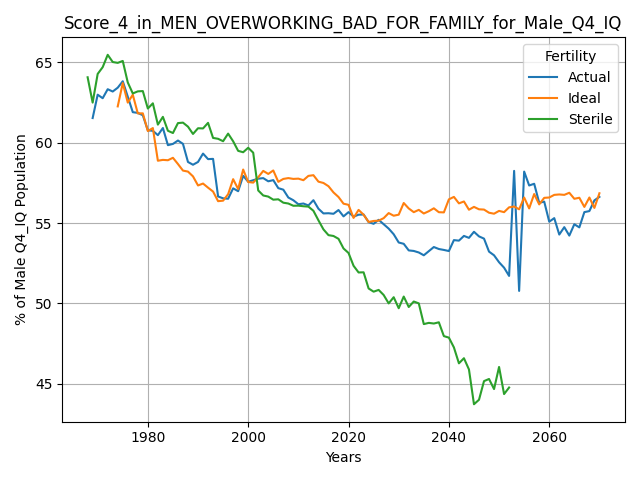 Score_4_in_MEN_OVERWORKING_BAD_FOR_FAMILY_for_Male_Q4_IQ
Fertility
Actual
Ideal
Sterile
% of Male Q4_IQ Population
65
60
55
50
45
1980
2000
2020
2040
2060
Years